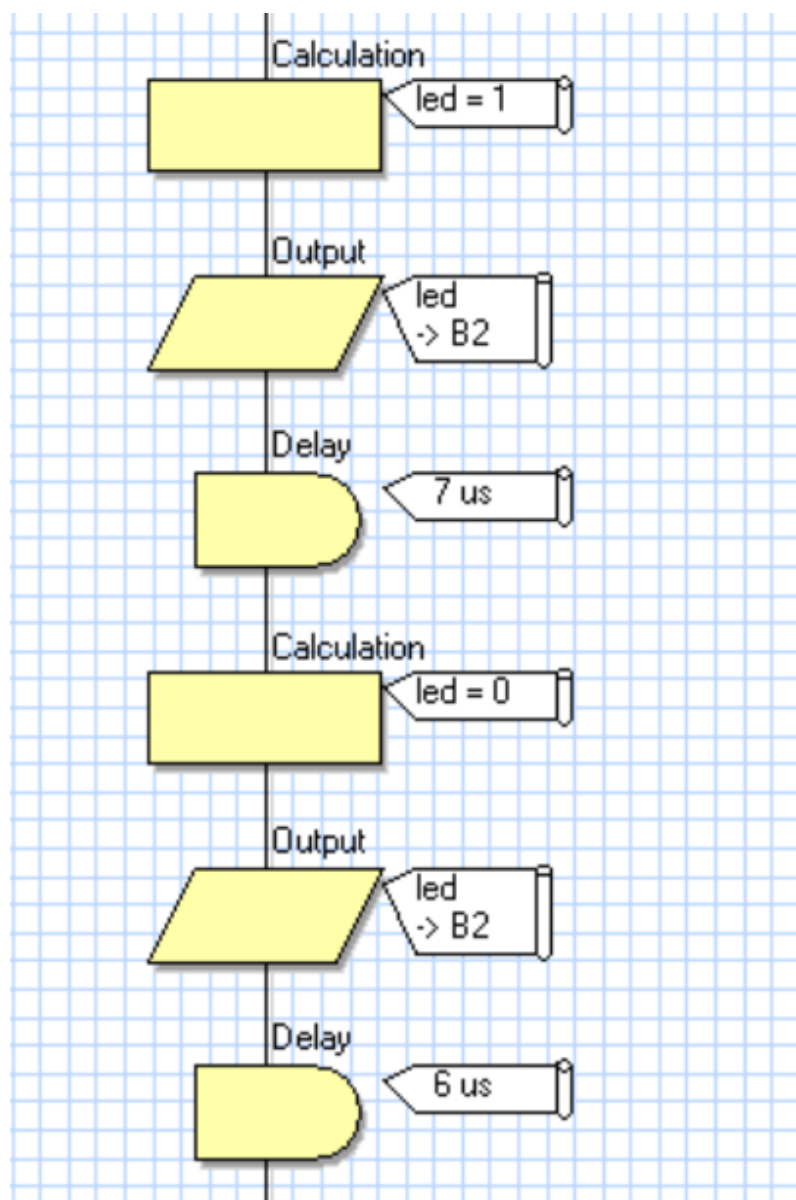 Calculation
led = 1
Output
led
-> B2
Delay
7 us
Calculation
led = 0
Output
led
-> B2
Delay
6 us